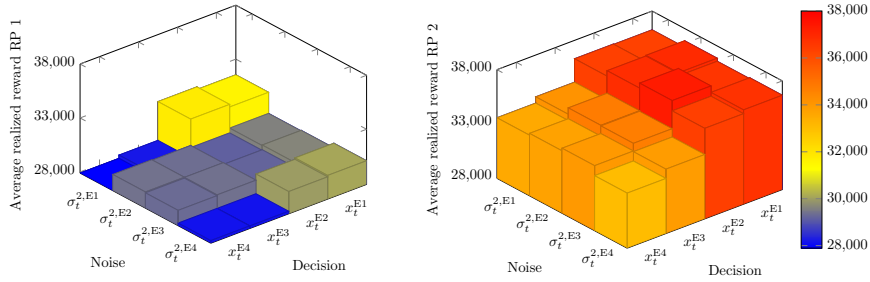 Average realized reward RP 1
38,000
33,000
28,000
σ_t^{2,E1}
σ_t^{2,E2}
σ_t^{2,E3}
σ_t^{2,E4}
Noise
x_t^{E4}
x_t^{E3}
x_t^{E2}
x_t^{E1}
Decision
Average realized reward RP 2
38,000
33,000
28,000
σ_t^{2,E1}
σ_t^{2,E2}
σ_t^{2,E3}
σ_t^{2,E4}
Noise
x_t^{E4}
x_t^{E3}
x_t^{E2}
x_t^{E1}
Decision
38,000
36,000
34,000
32,000
30,000
28,000